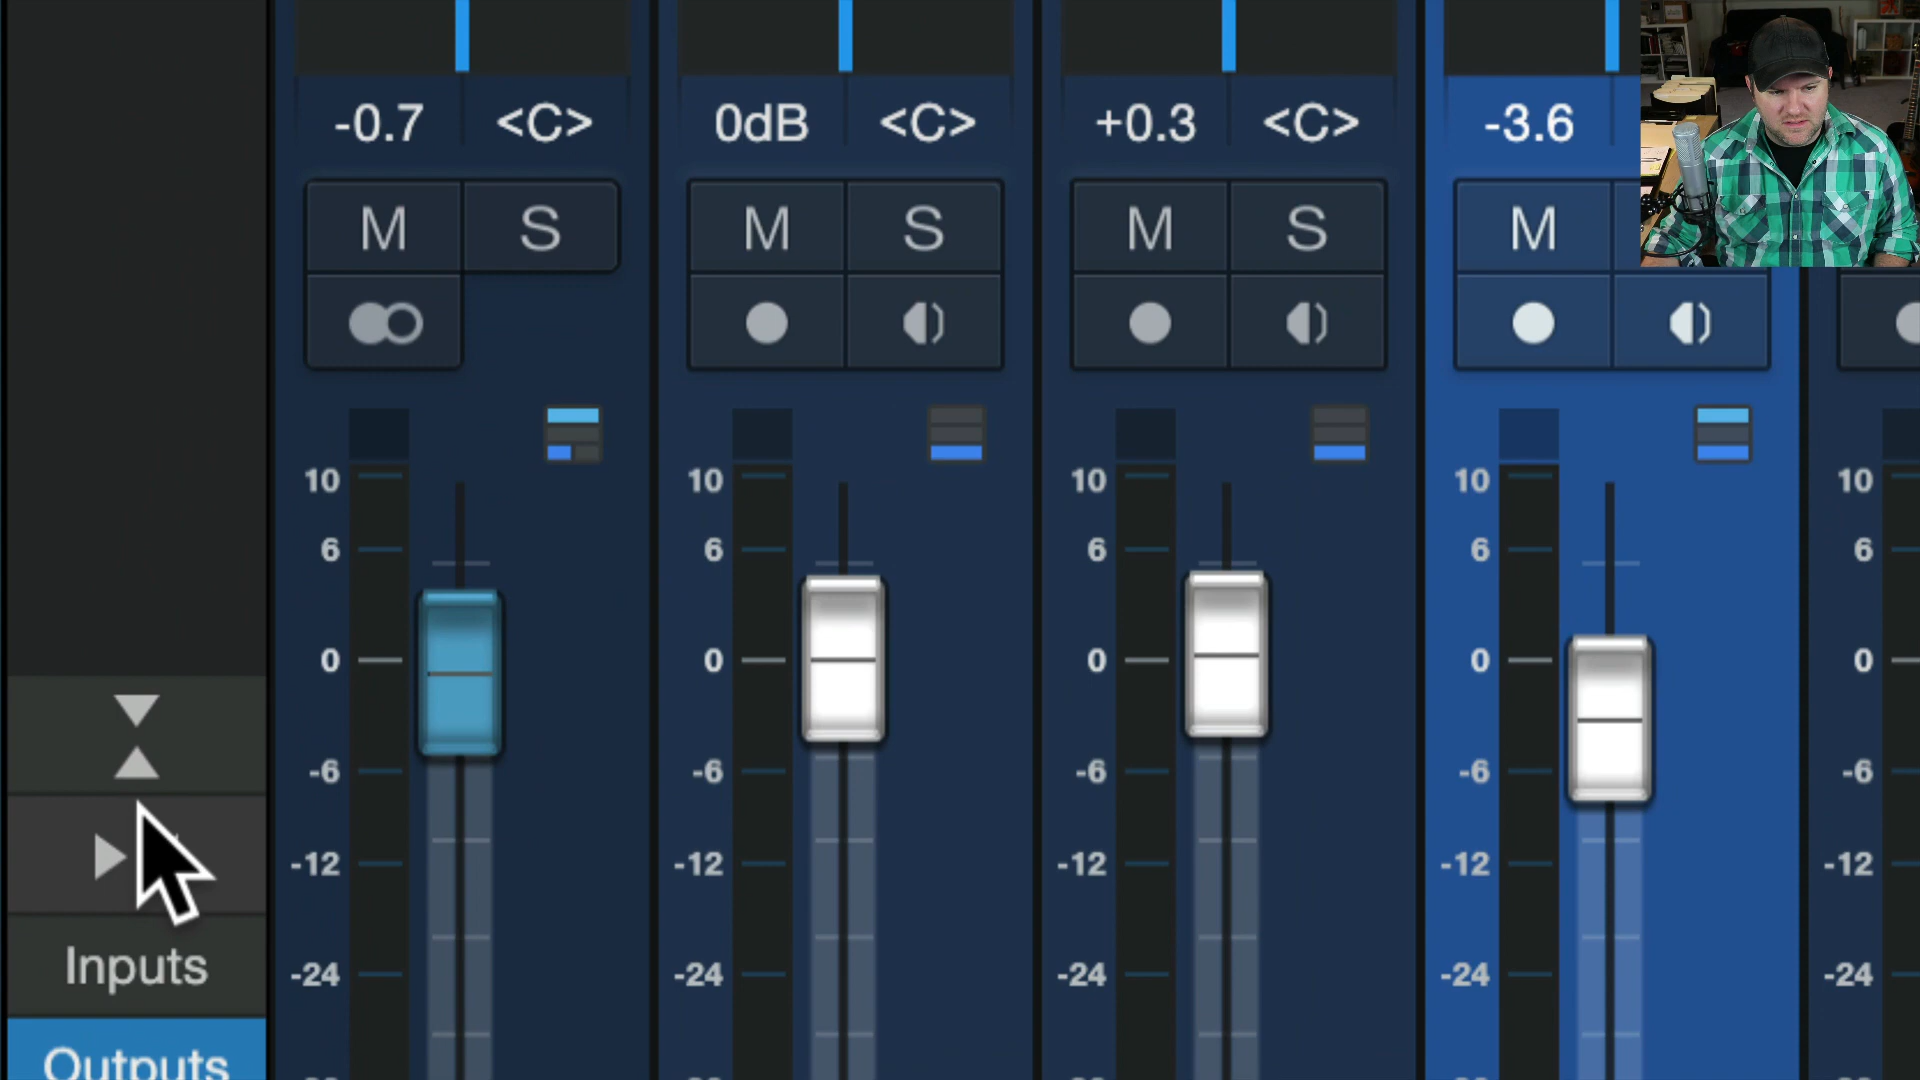 -0.7 <C> 0dB <C> +0.3 <C> -3.6
M S M S M S M
10 10 10 10 10
6 6 6 6 6
0 0 0 0 0
-6 -6 -6 -6 -6
-12 -12 -12 -12 -12
Inputs
-24 -24 -24 -24 -24
Outputs